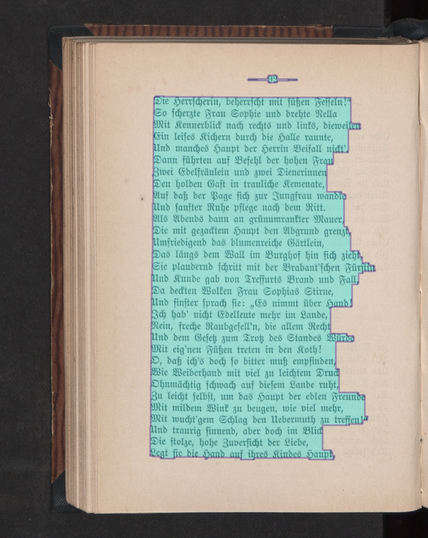 Die Herrscherin, beherrscht mit süßen Fesseln!"
So scherzte Frau Sophie und drehte Nella
Mit Kennerblick nach rechts und links, dieweilen
Ein leises Kichern durch die Halle raunte,
Und manches Haupt der Herrin Beifall nickt'.
Dann führten auf Befehl der hohen Frau
Zwei Edelfräulein und zwei Dienerinnen
Den holden Gast in trauliche Kemenate,
Auf daß der Page sich zur Jungfrau wandle
Und sanfter Ruhe pflege nach dem Ritt.
Als Abends dann an grünumrankter Mauer,
Die mit gezacktem Haupt den Abgrund grenzt,
Umfriedigend das blumenreiche Gärtlein,
Das längs dem Wall im Burghof hin sich zieht,
Sie plaudernd schritt mit der Brabant'schen Fürstin
Und Kunde gab von Treffurts Brand und Fall,
Da deckten Wolken Frau Sophias Stirne,
Und finster sprach sie: „Es nimmt über Hand!
Ich hab' nicht Edelleute mehr im Lande,
Nein, freche Raubgesell'n, die allem Recht
Und dem Gesetz zum Trotz des Standes Würde
Mit eig'nen Füßen treten in den Koth!
O, daß ich's doch so bitter muß empfinden,
Wie Weiberhand mit viel zu leichtem Druck
Ohnmächtig schwach auf diesem Lande ruht,
Zu leicht selbst, um das Haupt der edlen Freunde
Mit mildem Wink zu beugen, wie viel mehr,
Mit wucht'gem Schlag den Uebermuth zu treffen!"
Und traurig sinnend, aber doch im Blick
Die stolze, hohe Zuversicht der Liebe,
Legt sie die Hand auf ihres Kindes Haupt,